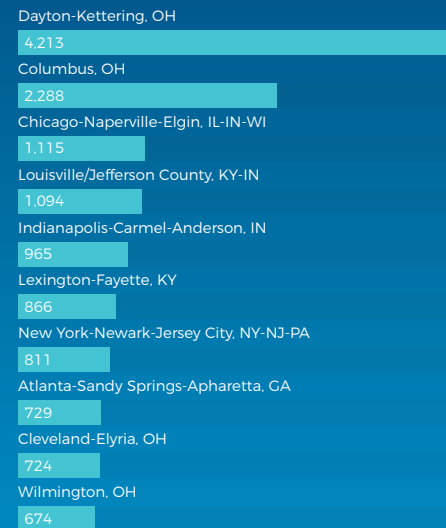 Dayton-Kettering, OH
4,213
Columbus, OH
2,288
Chicago-Naperville-Elgin, IL-IN-WI
1,115
Louisville/Jefferson County, KY-IN
1,094
Indianapolis-Carmel-Anderson, IN
965
Lexington-Fayette, KY
866
New York-Newark-Jersey City, NY-NJ-PA
811
Atlanta-Sandy Springs-Apharetta, GA
729
Cleveland-Elyria, OH
724
Wilmington, OH
674